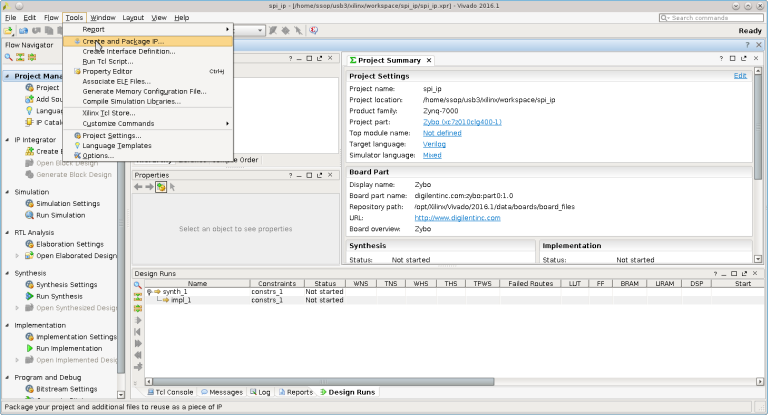 spi_ip - [/home/ssop/usb3/xilinx/workspace/spi_ip/spi_ip.xpr] - Vivado 2016.1
File Edit Flow Tools Window Layout View Help
Search commands
Ready
Report
Create and Package IP...
Create Interface Definition...
Run Tcl Script...
Property Editor Ctrl+J
Associate ELF Files...
Generate Memory Configuration File...
Compile Simulation Libraries...
Xilinx Tcl Store...
Customize Commands
Project Settings...
Language Templates
Options...
Flow Navigator
Project Mana
Project
Add Sou
Languag
IP Catal
IP Integrator
Create B
Open Block Design
Generate Block Design
Simulation
Simulation Settings
Run Simulation
RTL Analysis
Elaboration Settings
Open Elaborated Design
Synthesis
Synthesis Settings
Run Synthesis
Open Synthesized Design
Implementation
Implementation Settings
Run Implementation
Open Implemented Design
Program and Debug
Bitstream Settings
Properties
Select an object to see properties
Project Summary
Project Settings Edit
Project name: spi_ip
Project location: /home/ssop/usb3/xilinx/workspace/spi_ip
Product family: Zynq-7000
Project part: Zybo (xc7z010clg400-1)
Top module name: Not defined
Target language: Verilog
Simulator language: Mixed
Board Part
Display name: Zybo
Board part name: digilentinc.com:zybo:part0:1.0
Repository path: /opt/Xilinx/Vivado/2016.1/data/boards/board_files
URL: http://www.digilentinc.com
Board overview: Zybo
Synthesis Implementation
Status: Not started Status: Not started
Design Runs
Name Constraints Status WNS TNS WHS THS TPWS Failed Routes LUT FF BRAM URAM DSP Start
synth_1 constrs_1 Not started
impl_1 constrs_1 Not started
Tcl Console Messages Log Reports Design Runs
Package your project and additional files to reuse as a piece of IP